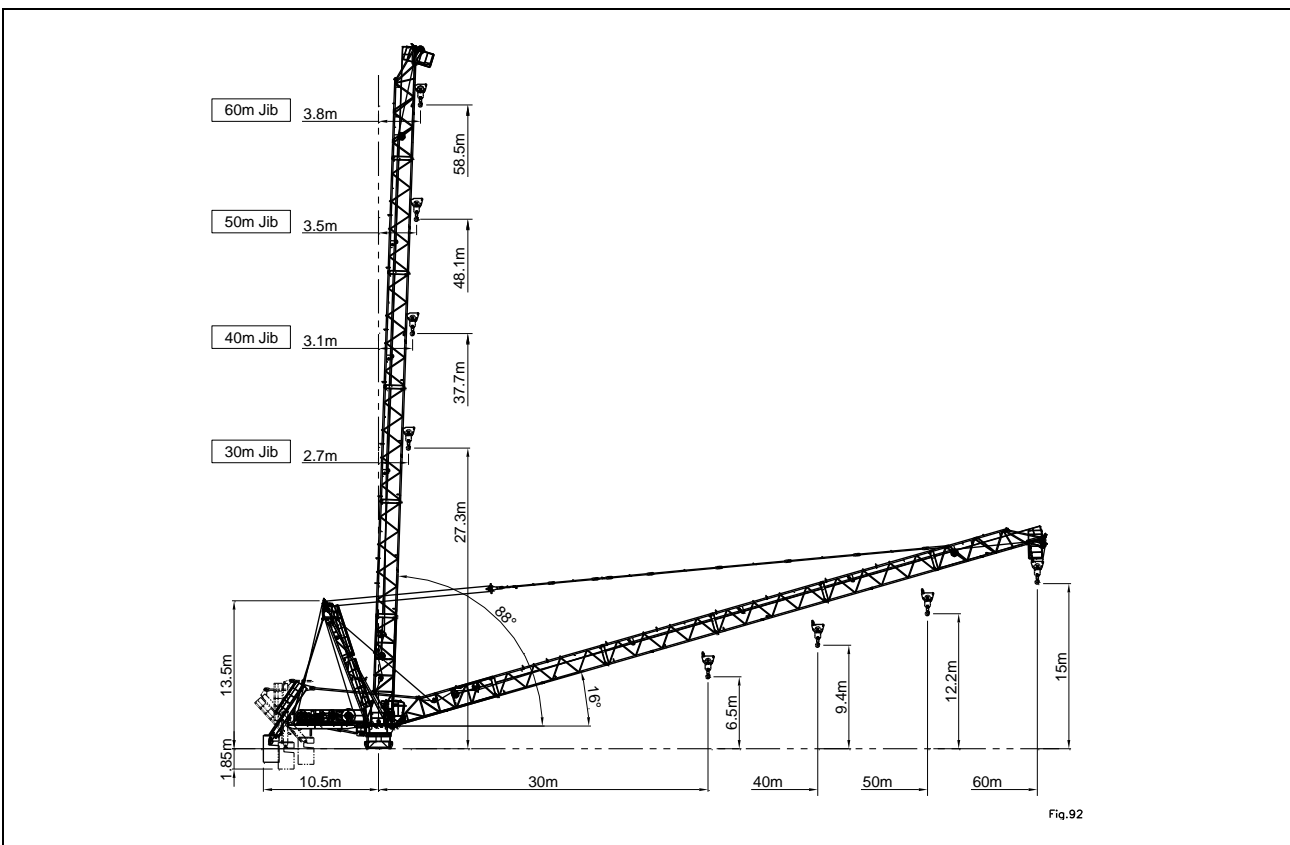 60m Jib 3.8m
58.5m
50m Jib 3.5m
48.1m
40m Jib 3.1m
37.7m
30m Jib 2.7m
27.3m
88°
16°
13.5m
1.85m
6.5m
9.4m
12.2m
15m
10.5m 30m 40m 50m 60m
Fig.92